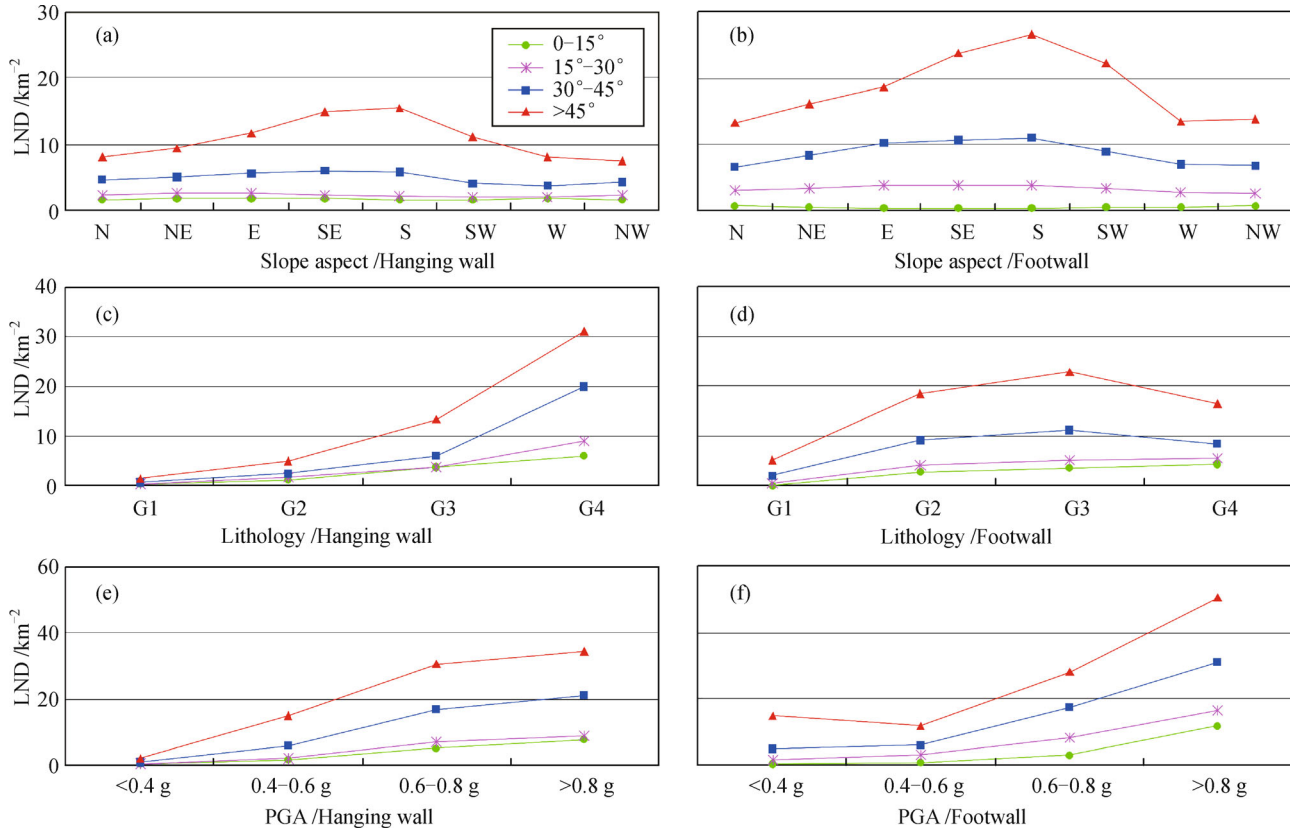 (a)
LND /km⁻²
30
20
10
0
0−15°
15°−30°
30°−45°
>45°
N NE E SE S SW W NW
Slope aspect /Hanging wall
(b)
N NE E SE S SW W NW
Slope aspect /Footwall
(c)
LND /km⁻²
40
30
20
10
0
G1 G2 G3 G4
Lithology /Hanging wall
(d)
G1 G2 G3 G4
Lithology /Footwall
(e)
LND /km⁻²
60
40
20
0
<0.4 g 0.4−0.6 g 0.6−0.8 g >0.8 g
PGA /Hanging wall
(f)
<0.4 g 0.4−0.6 g 0.6−0.8 g >0.8 g
PGA /Footwall